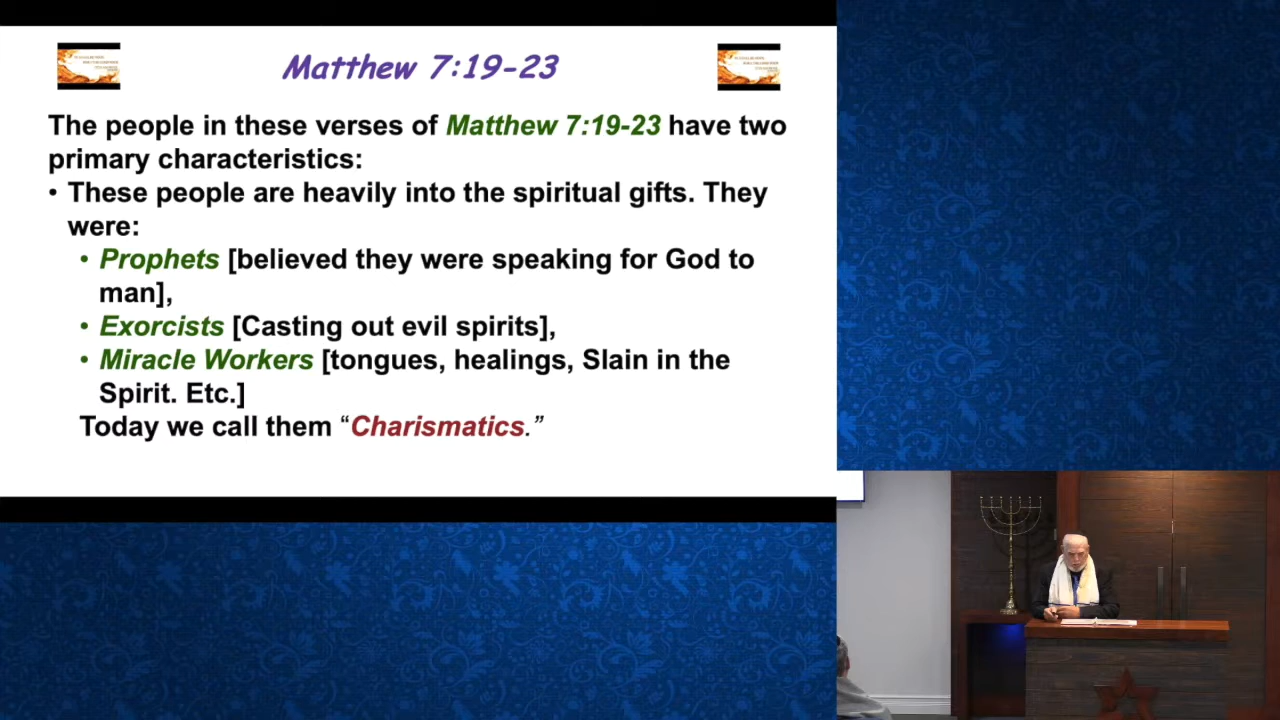 Matthew 7:19-23
The people in these verses of Matthew 7:19-23 have two
primary characteristics:
• These people are heavily into the spiritual gifts. They
were:
• Prophets [believed they were speaking for God to
man],
• Exorcists [Casting out evil spirits],
• Miracle Workers [tongues, healings, Slain in the
Spirit. Etc.]
Today we call them “Charismatics.”